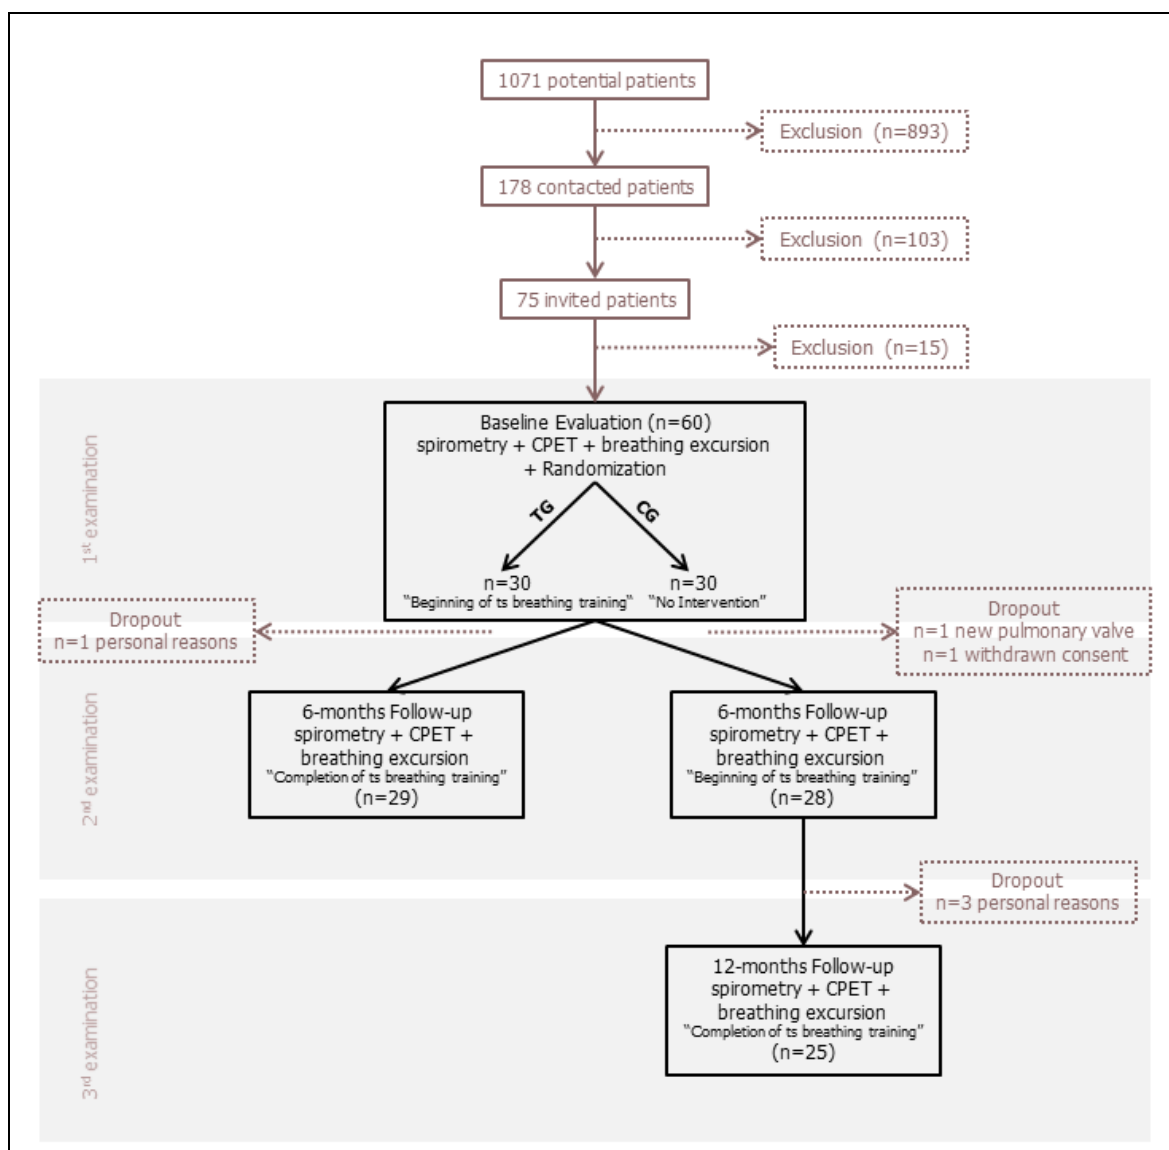 1071 potential patients
Exclusion (n=893)
178 contacted patients
Exclusion (n=103)
75 invited patients
Exclusion (n=15)
1st examination
Baseline Evaluation (n=60)
spirometry + CPET + breathing excursion
+ Randomization
TG
CG
n=30
"Beginning of ts breathing training"
n=30
"No Intervention"
Dropout
n=1 personal reasons
Dropout
n=1 new pulmonary valve
n=1 withdrawn consent
2nd examination
6-months Follow-up
spirometry + CPET +
breathing excursion
"Completion of ts breathing training"
(n=29)
6-months Follow-up
spirometry + CPET +
breathing excursion
"Beginning of ts breathing training"
(n=28)
Dropout
n=3 personal reasons
3rd examination
12-months Follow-up
spirometry + CPET +
breathing excursion
"Completion of ts breathing training"
(n=25)